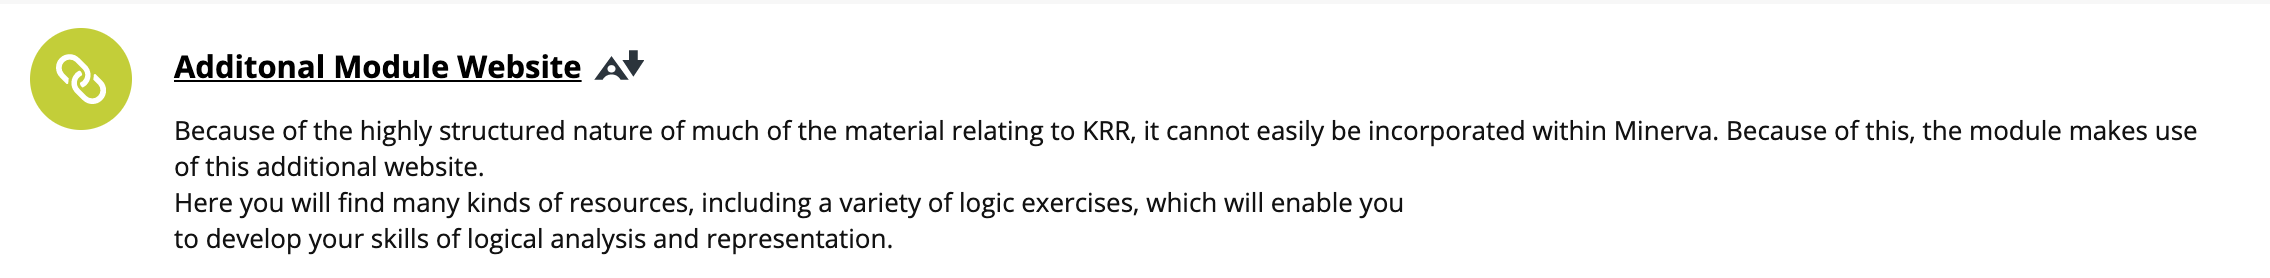 Additonal Module Website
Because of the highly structured nature of much of the material relating to KRR, it cannot easily be incorporated within Minerva. Because of this, the module makes use
of this additional website.
Here you will find many kinds of resources, including a variety of logic exercises, which will enable you
to develop your skills of logical analysis and representation.